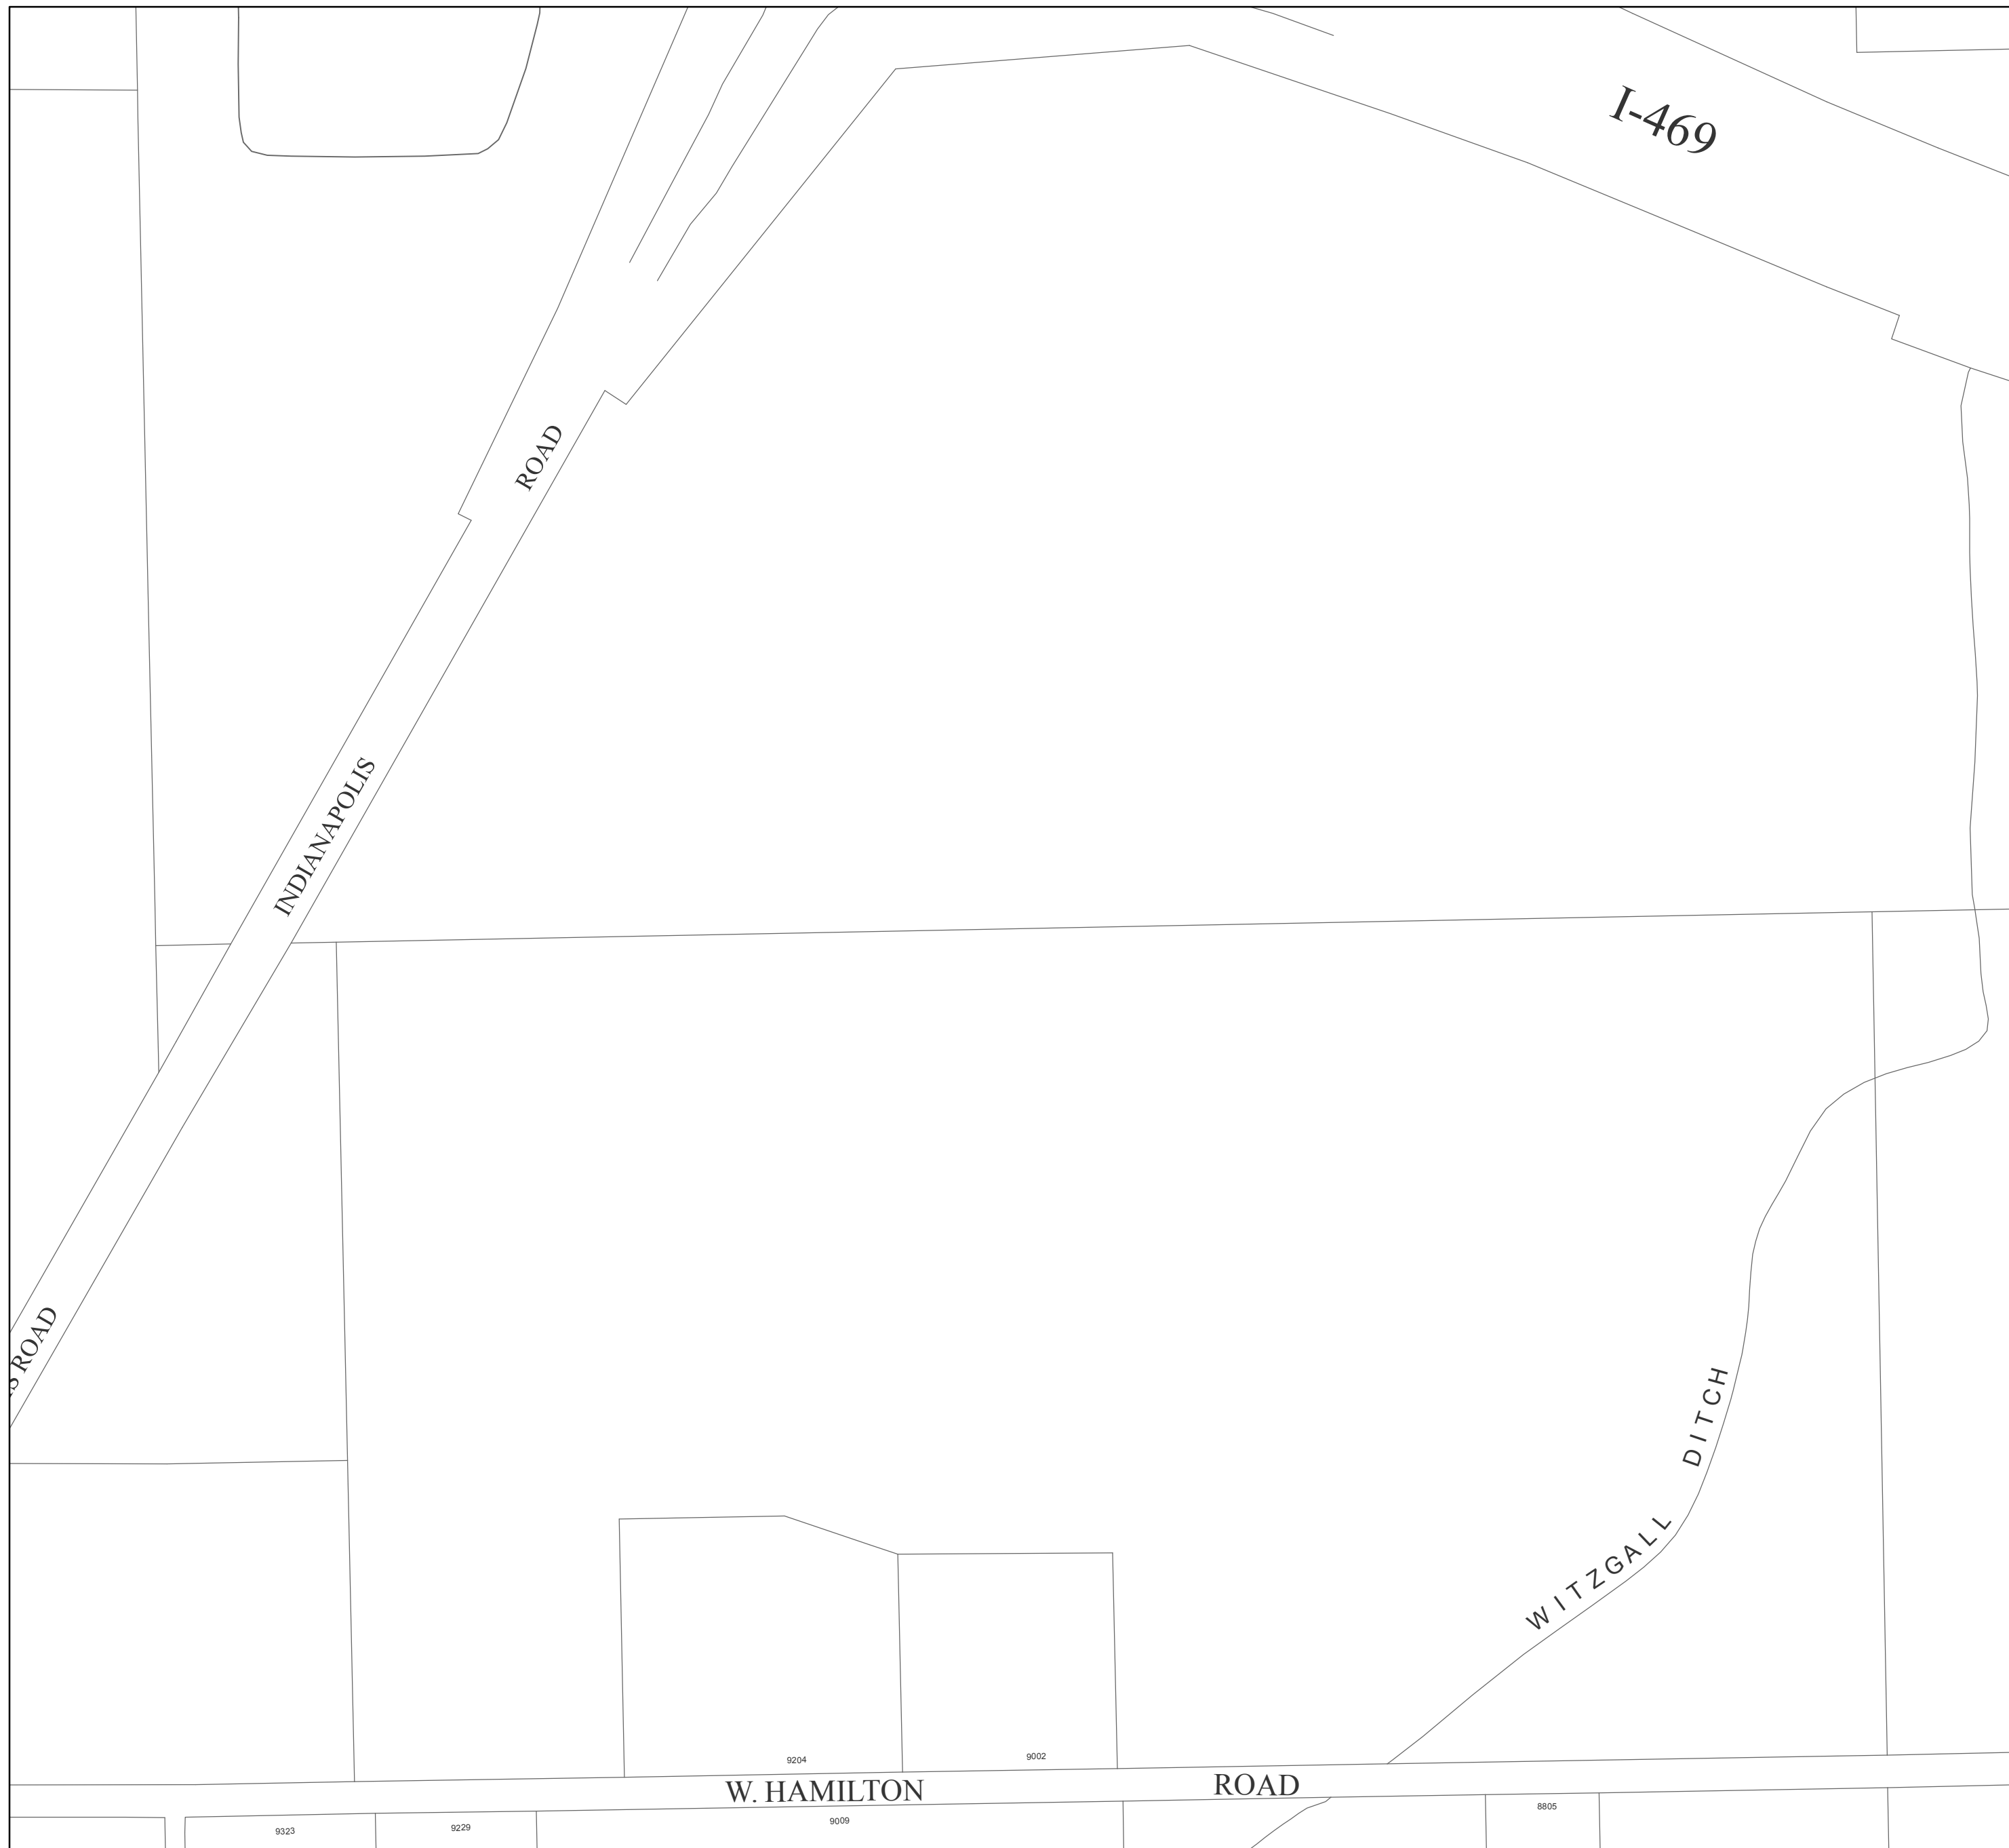 I-469
ROAD
INDIANAPOLIS
S ROAD
WITZGALL DITCH
9204
9002
W. HAMILTON ROAD
9323
9229
9009
8805